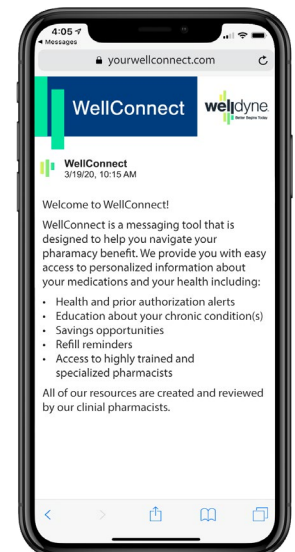 4:05
Messages
yourwellconnect.com
WellConnect
welldyne
Better Begins Today
WellConnect
3/19/20, 10:15 AM
Welcome to WellConnect!
WellConnect is a messaging tool that is
designed to help you navigate your
pharamacy benefit. We provide you with easy
access to personalized information about
your medications and your health including:
• Health and prior authorization alerts
• Education about your chronic condition(s)
• Savings opportunities
• Refill reminders
• Access to highly trained and
specialized pharmacists
All of our resources are created and reviewed
by our clinial pharmacists.